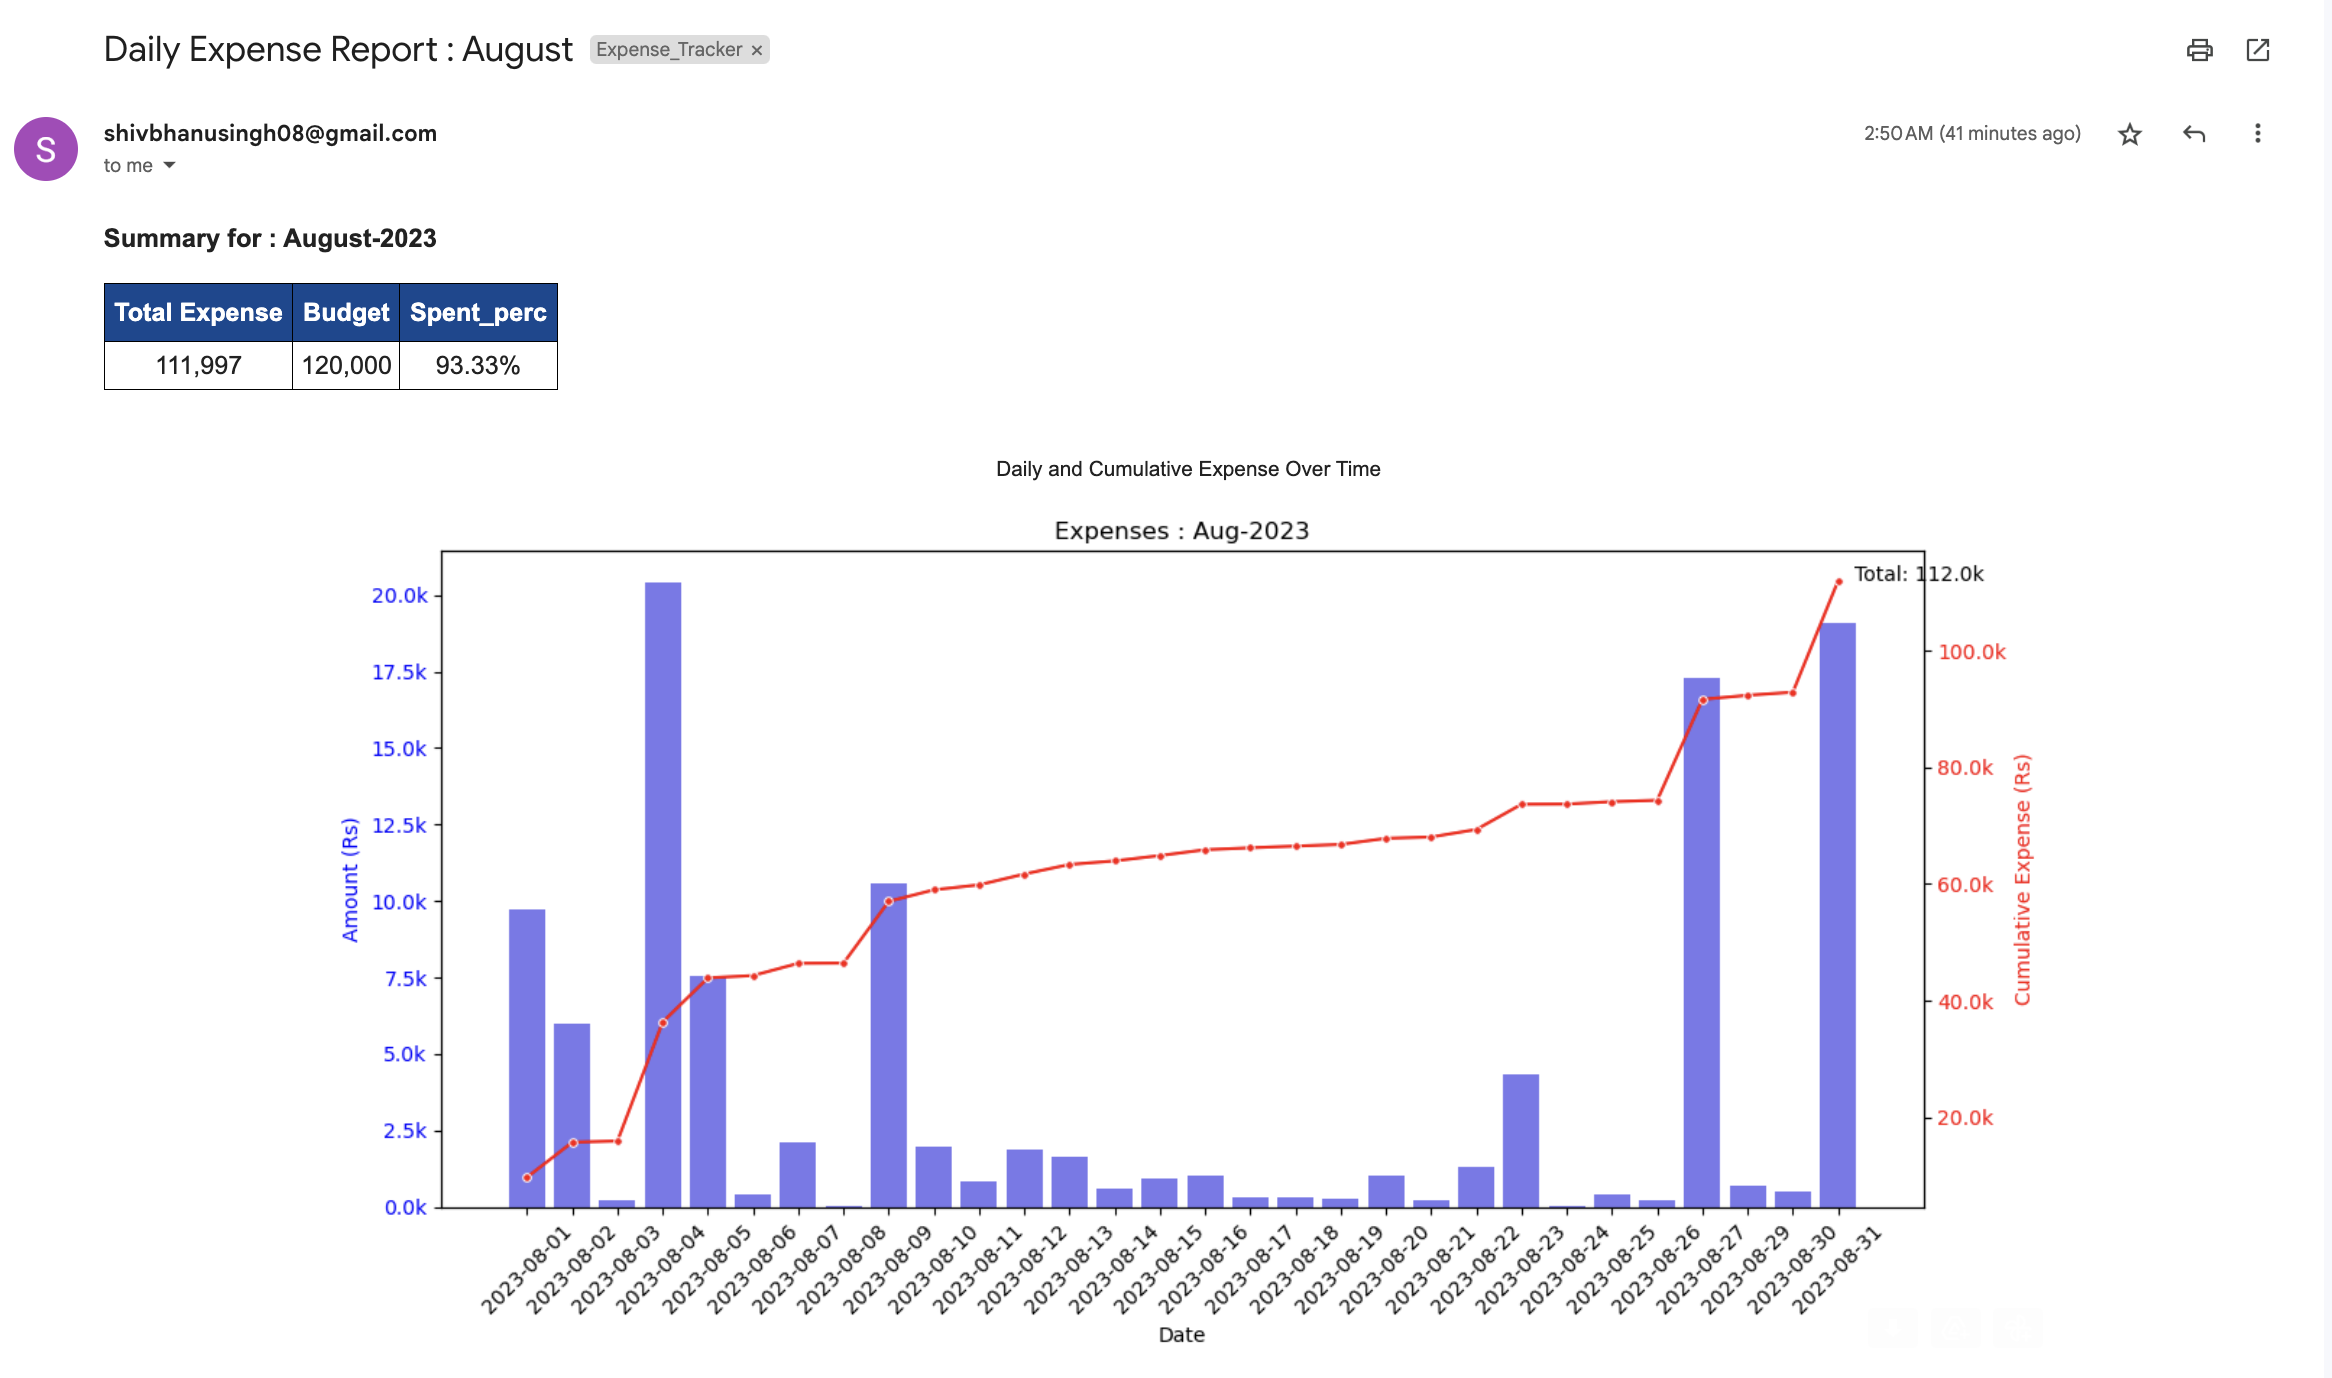 Daily Expense Report : August Expense_Tracker ×
S
shivbhanusingh08@gmail.com 2:50 AM (41 minutes ago)
to me
Summary for : August-2023
Total Expense Budget Spent_perc
111,997 120,000 93.33%
Daily and Cumulative Expense Over Time
Expenses : Aug-2023
Total: 112.0k
20.0k
17.5k
15.0k
12.5k
10.0k
7.5k
5.0k
2.5k
0.0k
Amount (Rs)
100.0k
80.0k
60.0k
40.0k
20.0k
Cumulative Expense (Rs)
2023-08-01
2023-08-02
2023-08-03
2023-08-04
2023-08-05
2023-08-06
2023-08-07
2023-08-08
2023-08-09
2023-08-10
2023-08-11
2023-08-12
2023-08-13
2023-08-14
2023-08-15
2023-08-16
2023-08-17
2023-08-18
2023-08-19
2023-08-20
2023-08-21
2023-08-22
2023-08-23
2023-08-24
2023-08-25
2023-08-26
2023-08-27
2023-08-29
2023-08-30
2023-08-31
Date